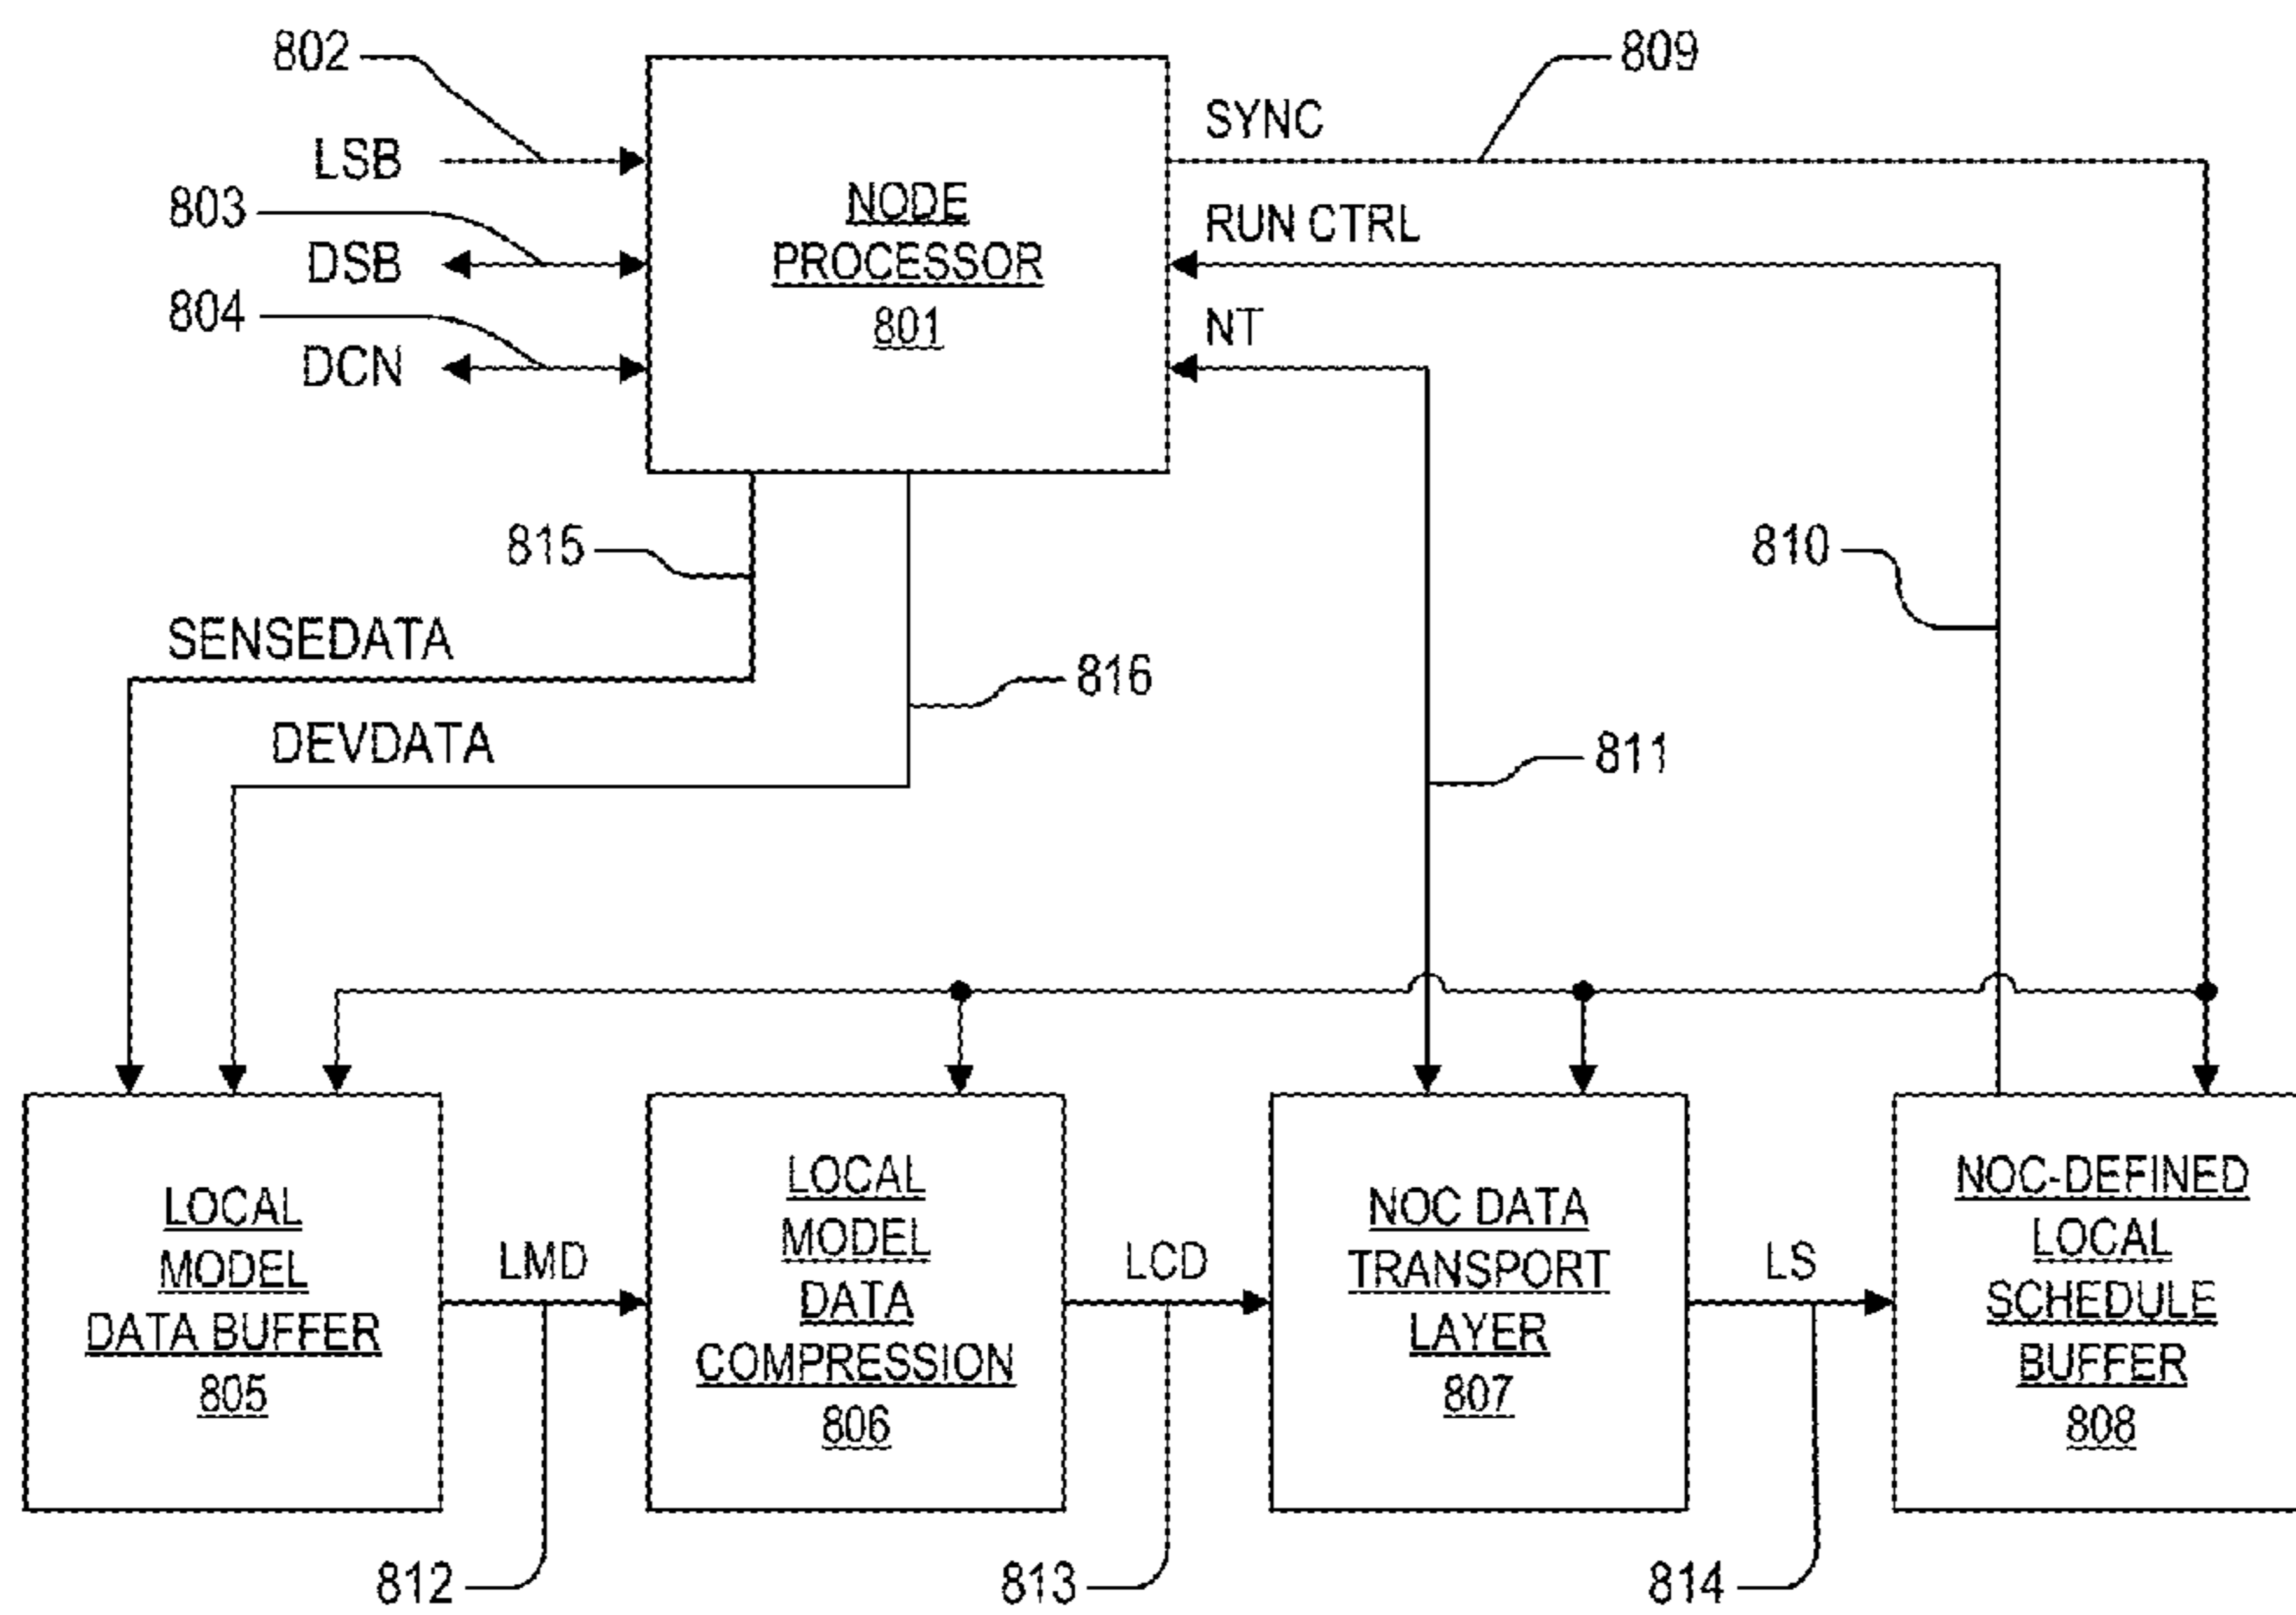 802
809
SYNC
LSB
NODE
PROCESSOR
801
803
RUN CTRL
DSB
804
NT
DCN
815
810
SENSEDATA
816
DEVDATA
811
LOCAL
MODEL
DATA BUFFER
805
LMD
LOCAL
MODEL
DATA
COMPRESSION
806
LCD
NOC DATA
TRANSPORT
LAYER
807
LS
NOC-DEFINED
LOCAL
SCHEDULE
BUFFER
808
812
813
814